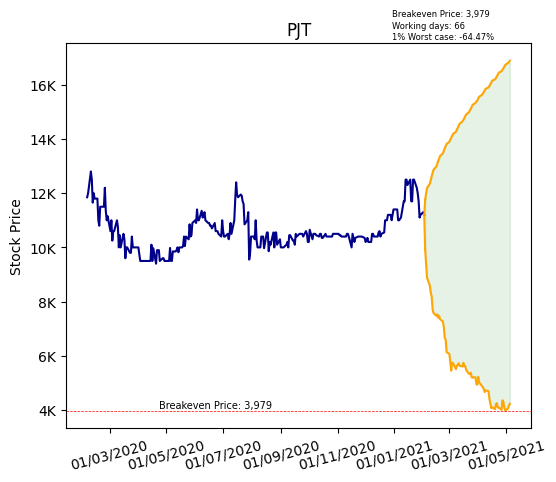 Breakeven Price: 3,979
Working days: 66
1% Worst case: -64.47%
PJT
Stock Price
16K
14K
12K
10K
8K
6K
4K
Breakeven Price: 3,979
01/03/2020
01/05/2020
01/07/2020
01/09/2020
01/11/2020
01/01/2021
01/03/2021
01/05/2021